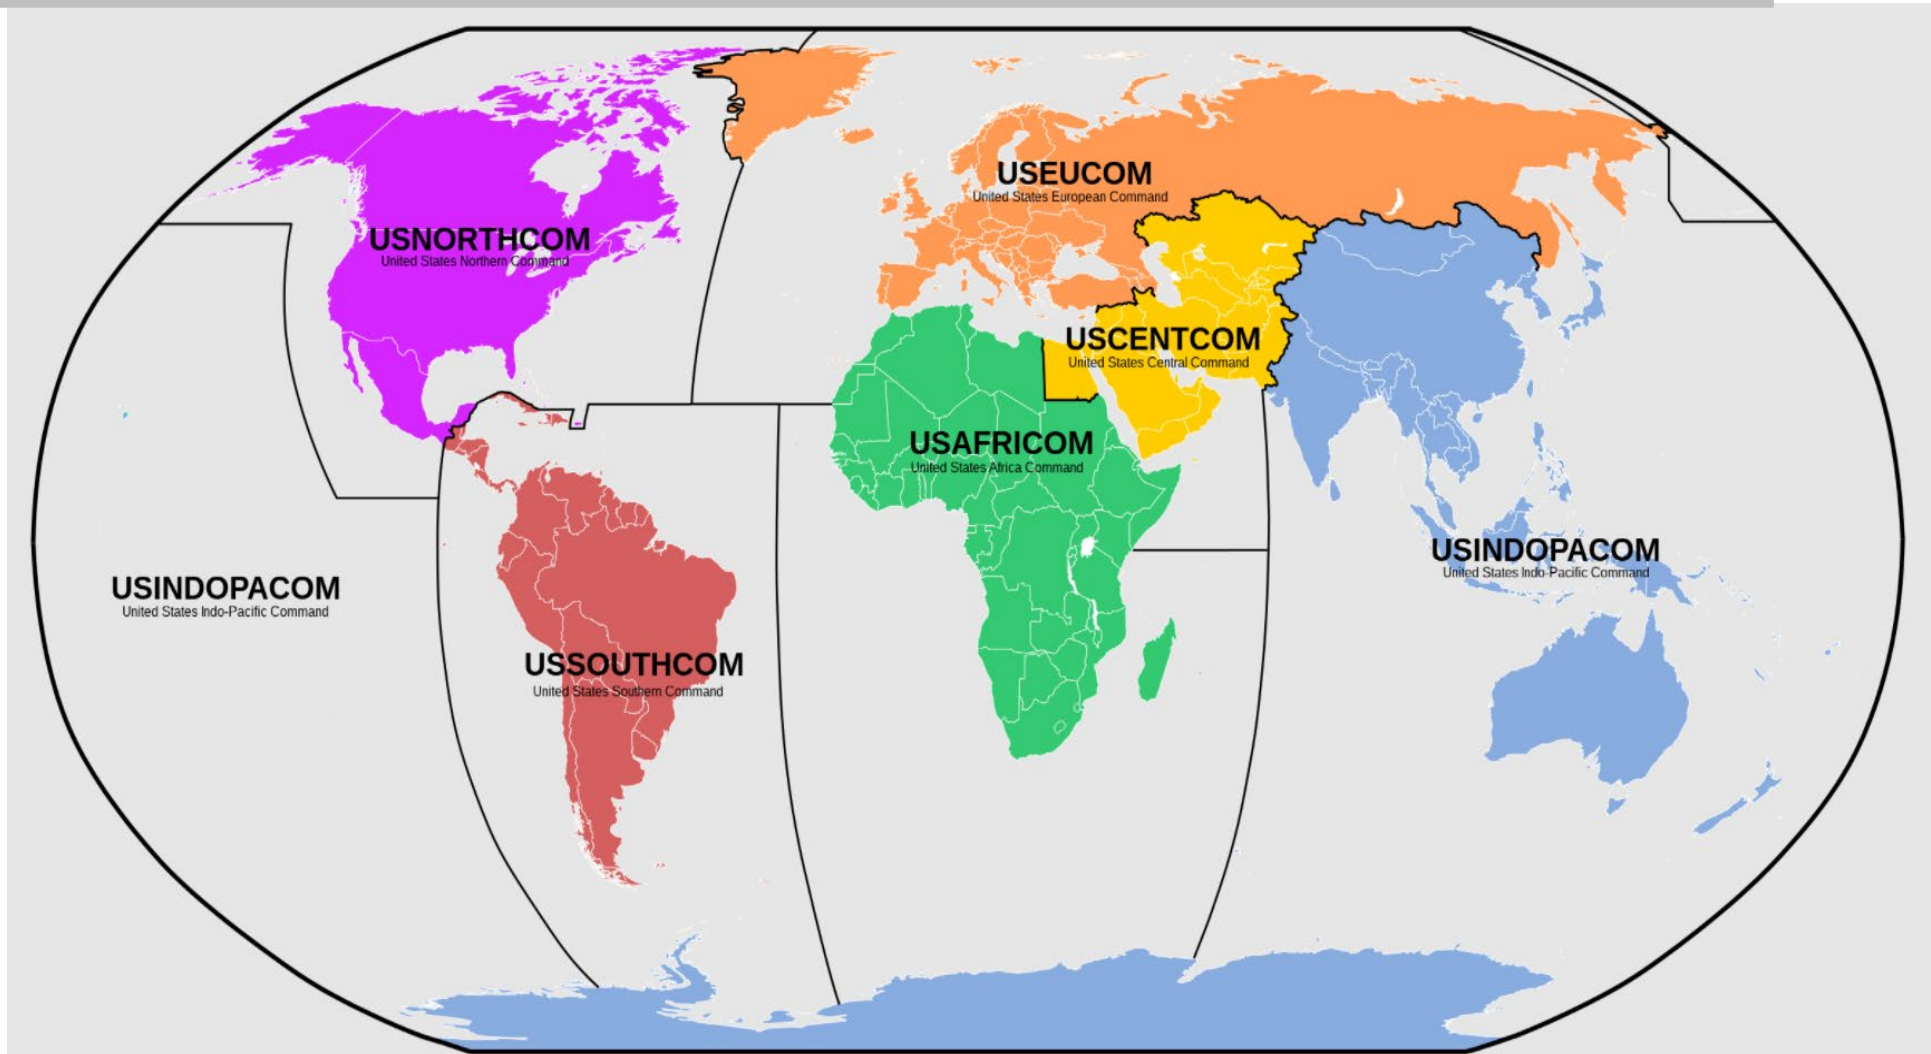 USEUCOM
United States European Command
USNORTHCOM
United States Northern Command
USCENTCOM
United States Central Command
USAFRICOM
United States Africa Command
USINDOPACOM
United States Indo-Pacific Command
USINDOPACOM
United States Indo-Pacific Command
USSOUTHCOM
United States Southern Command